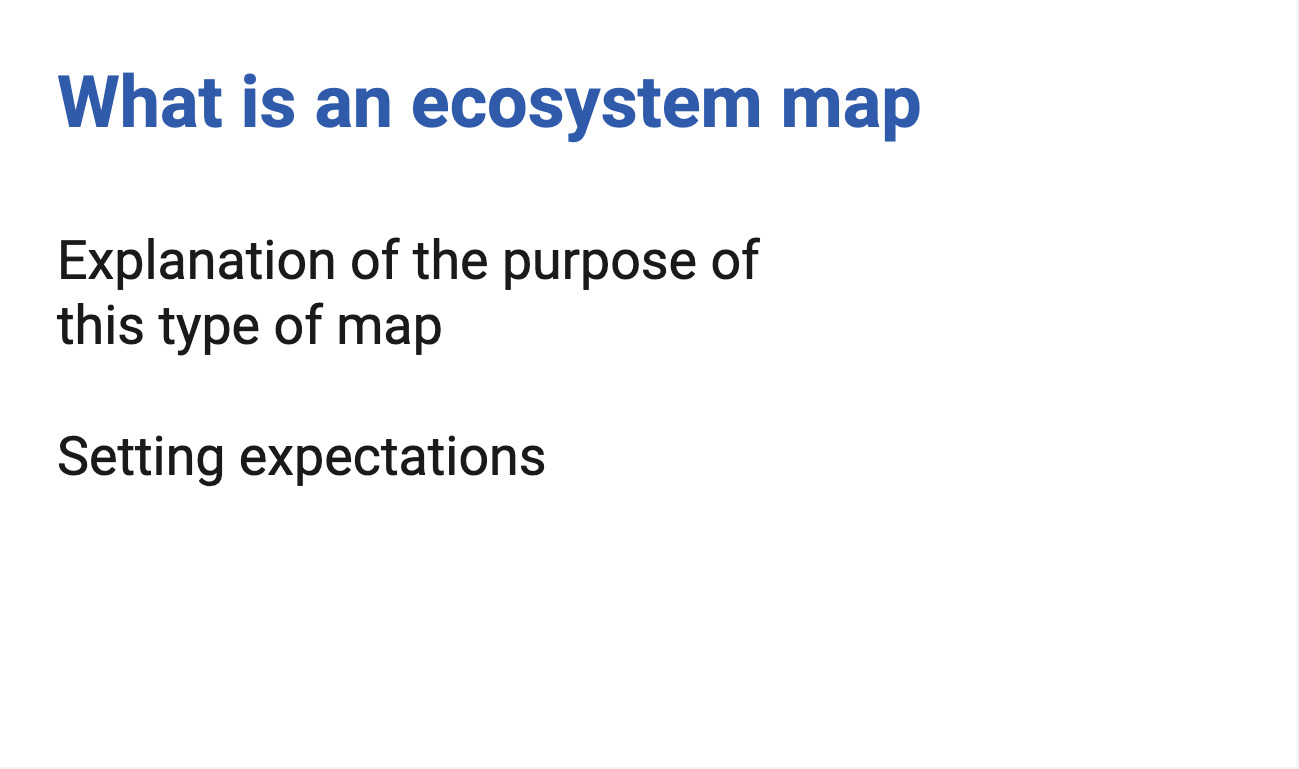 What is an ecosystem map
Explanation of the purpose of
this type of map
Setting expectations